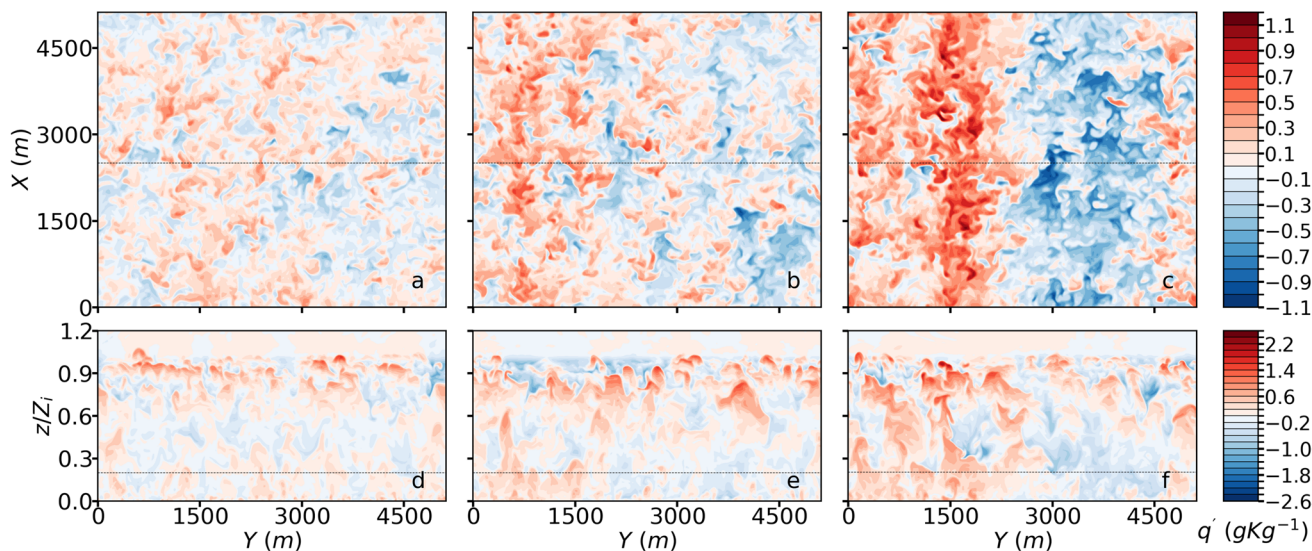 X (m)
4500
3000
1500
0
a
b
c
1.1
0.9
0.7
0.5
0.3
0.1
−0.1
−0.3
−0.5
−0.7
−0.9
−1.1
z/Z_i
1.2
0.9
0.6
0.3
0.0
d
e
f
2.2
1.4
0.6
−0.2
−1.0
−1.8
−2.6
0 1500 3000 4500 0 1500 3000 4500 0 1500 3000 4500
Y (m) Y (m) Y (m) q′ (gKg⁻¹)